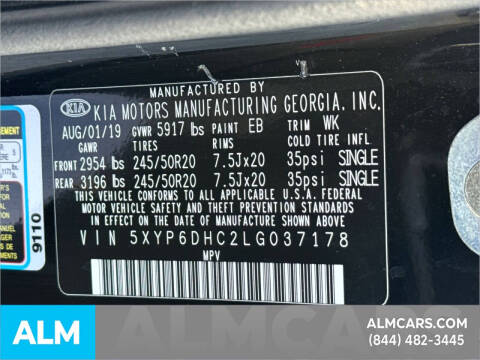 MANUFACTURED BY
KIA KIA MOTORS MANUFACTURING GEORGIA, INC.
AUG/01/19 GVWR 5917 lbs PAINT EB TRIM WK
GAWR TIRES RIMS COLD TIRE INFL
FRONT 2954 lbs 245/50R20 7.5Jx20 35psi SINGLE
REAR 3196 lbs 245/50R20 7.5Jx20 35psi SINGLE
THIS VEHICLE CONFORMS TO ALL APPLICABLE U.S.A. FEDERAL
MOTOR VEHICLE SAFETY AND THEFT PREVENTION STANDARDS
IN EFFECT ON THE DATE OF MANUFACTURE SHOWN ABOVE.
VIN 5XYP6DHC2LG037178
MPV
9110
ALM
ALMCARS.COM
(844) 482-3445